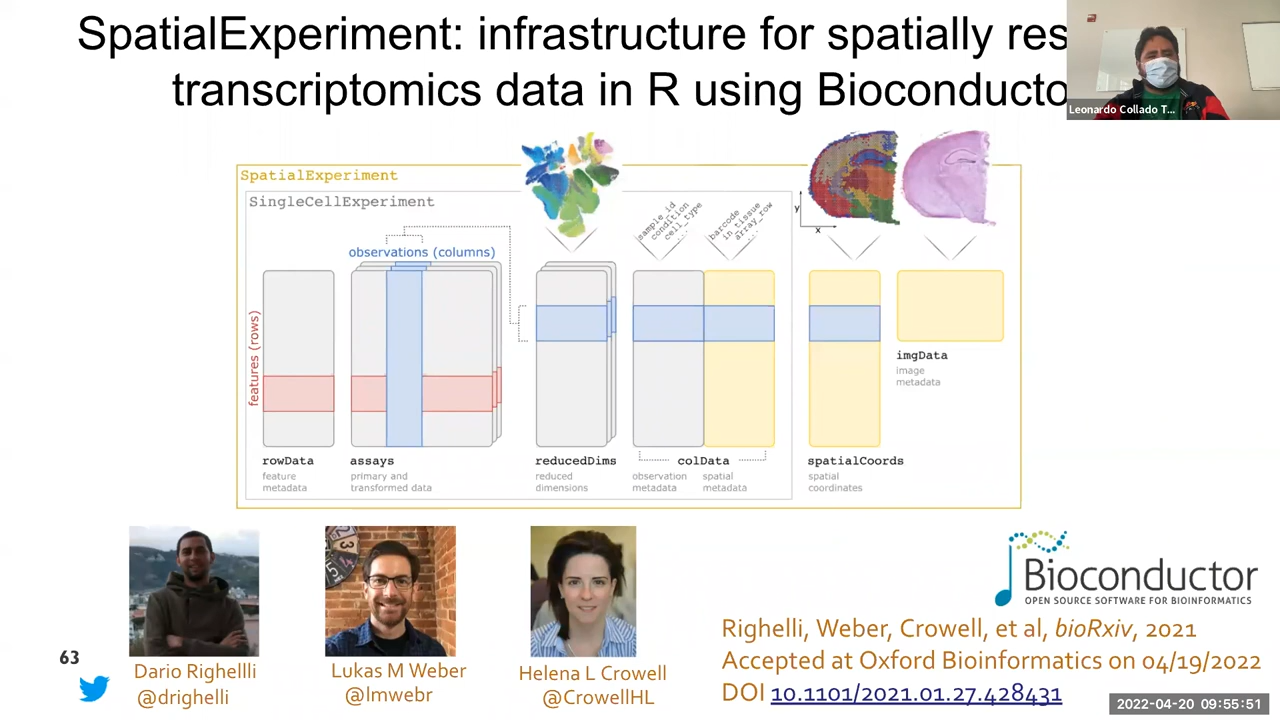 SpatialExperiment: infrastructure for spatially res
transcriptomics data in R using Bioconducto
Leonardo Collado T...
SpatialExperiment
SingleCellExperiment
observations (columns)
features (rows)
sample_id
condition
cell_type
...
barcode
in_tissue
array_row
...
y
x
rowData
feature
metadata
assays
primary and
transformed data
reducedDims
reduced
dimensions
colData
observation
metadata
spatial
metadata
spatialCoords
spatial
coordinates
imgData
image
metadata
63
Dario Righellli
@drighelli
Lukas M Weber
@lmwebr
Helena L Crowell
@CrowellHL
Bioconductor
OPEN SOURCE SOFTWARE FOR BIOINFORMATICS
Righelli, Weber, Crowell, et al, bioRxiv, 2021
Accepted at Oxford Bioinformatics on 04/19/2022
DOI 10.1101/2021.01.27.428431
2022-04-20 09:55:51